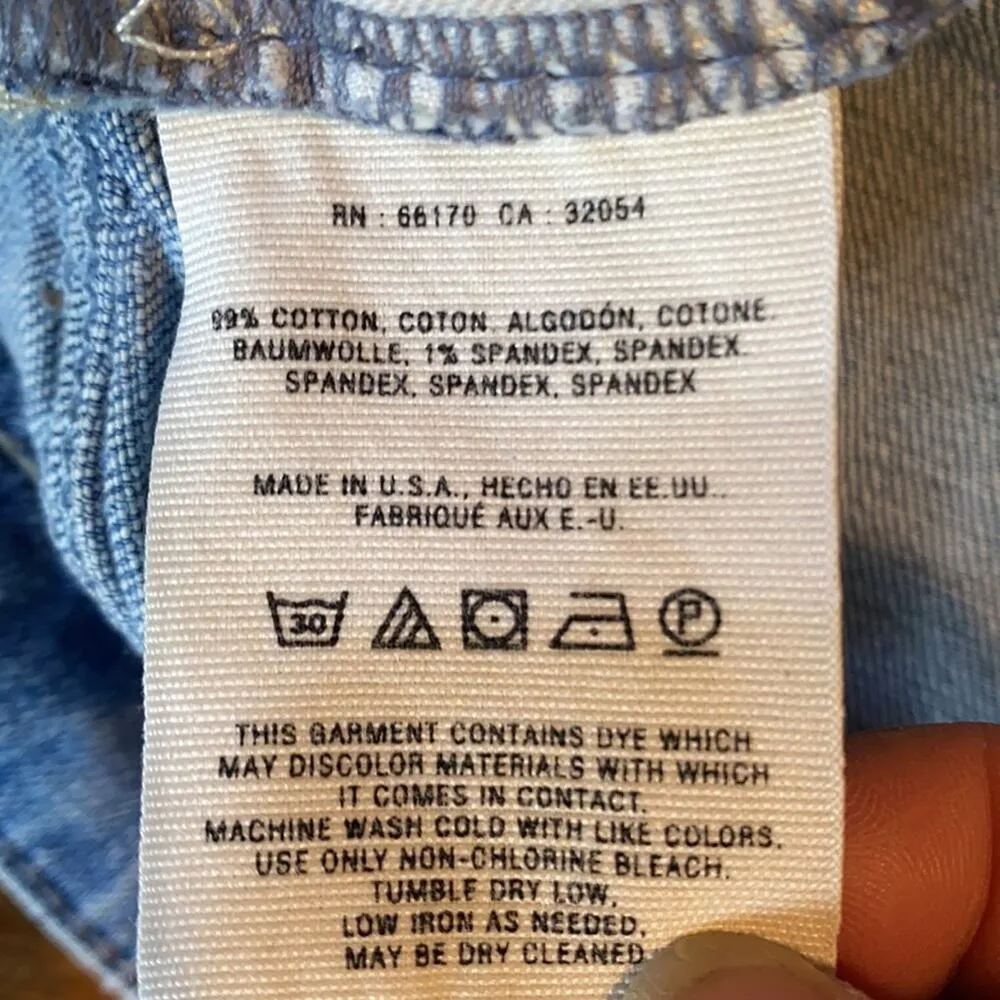 RN : 66170 CA : 32054
99% COTTON, COTON, ALGODÓN, COTONE,
BAUMWOLLE, 1% SPANDEX, SPANDEX,
SPANDEX, SPANDEX, SPANDEX
MADE IN U.S.A., HECHO EN EE.UU.,
FABRIQUÉ AUX E.-U.
30
P
THIS GARMENT CONTAINS DYE WHICH
MAY DISCOLOR MATERIALS WITH WHICH
IT COMES IN CONTACT.
MACHINE WASH COLD WITH LIKE COLORS.
USE ONLY NON-CHLORINE BLEACH.
TUMBLE DRY LOW.
LOW IRON AS NEEDED.
MAY BE DRY CLEANED